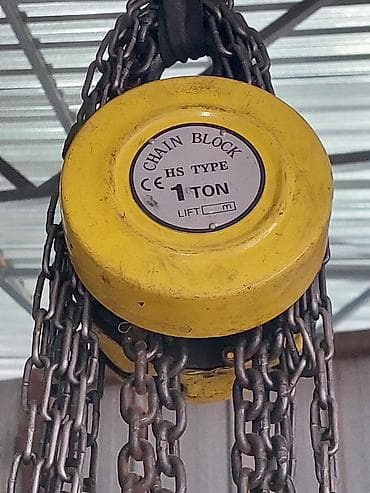 CHAIN BLOCK
HS TYPE
CE 1 TON
LIFT m